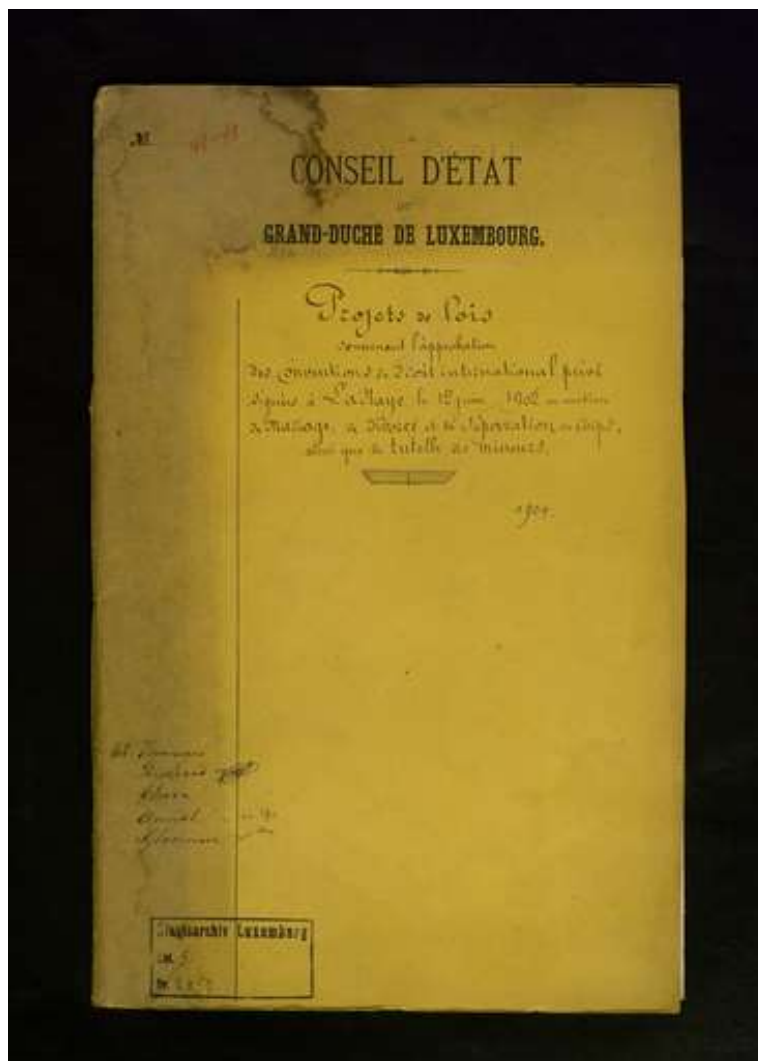 №
CONSEIL D'ÉTAT
GRAND-DUCHÉ DE LUXEMBOURG.
Projets de lois
concernant l'approbation
des conventions de droit international privé
signées à La Haye le 12 juin 1902 en matière
de Mariage, de Divorce et de Séparation de Corps,
ainsi que de tutelle des mineurs.
1904.
Staatsarchiv Luxemburg